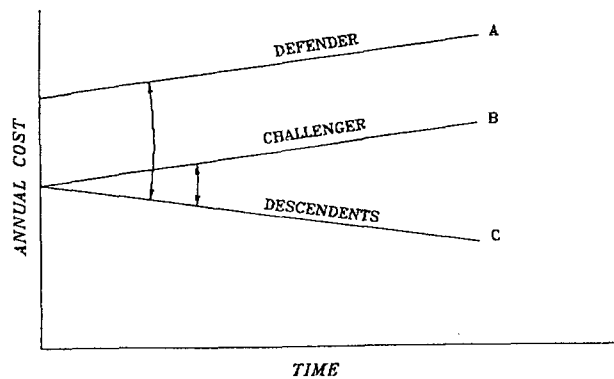 DEFENDER
A
CHALLENGER
B
DESCENDENTS
C
ANNUAL COST
TIME